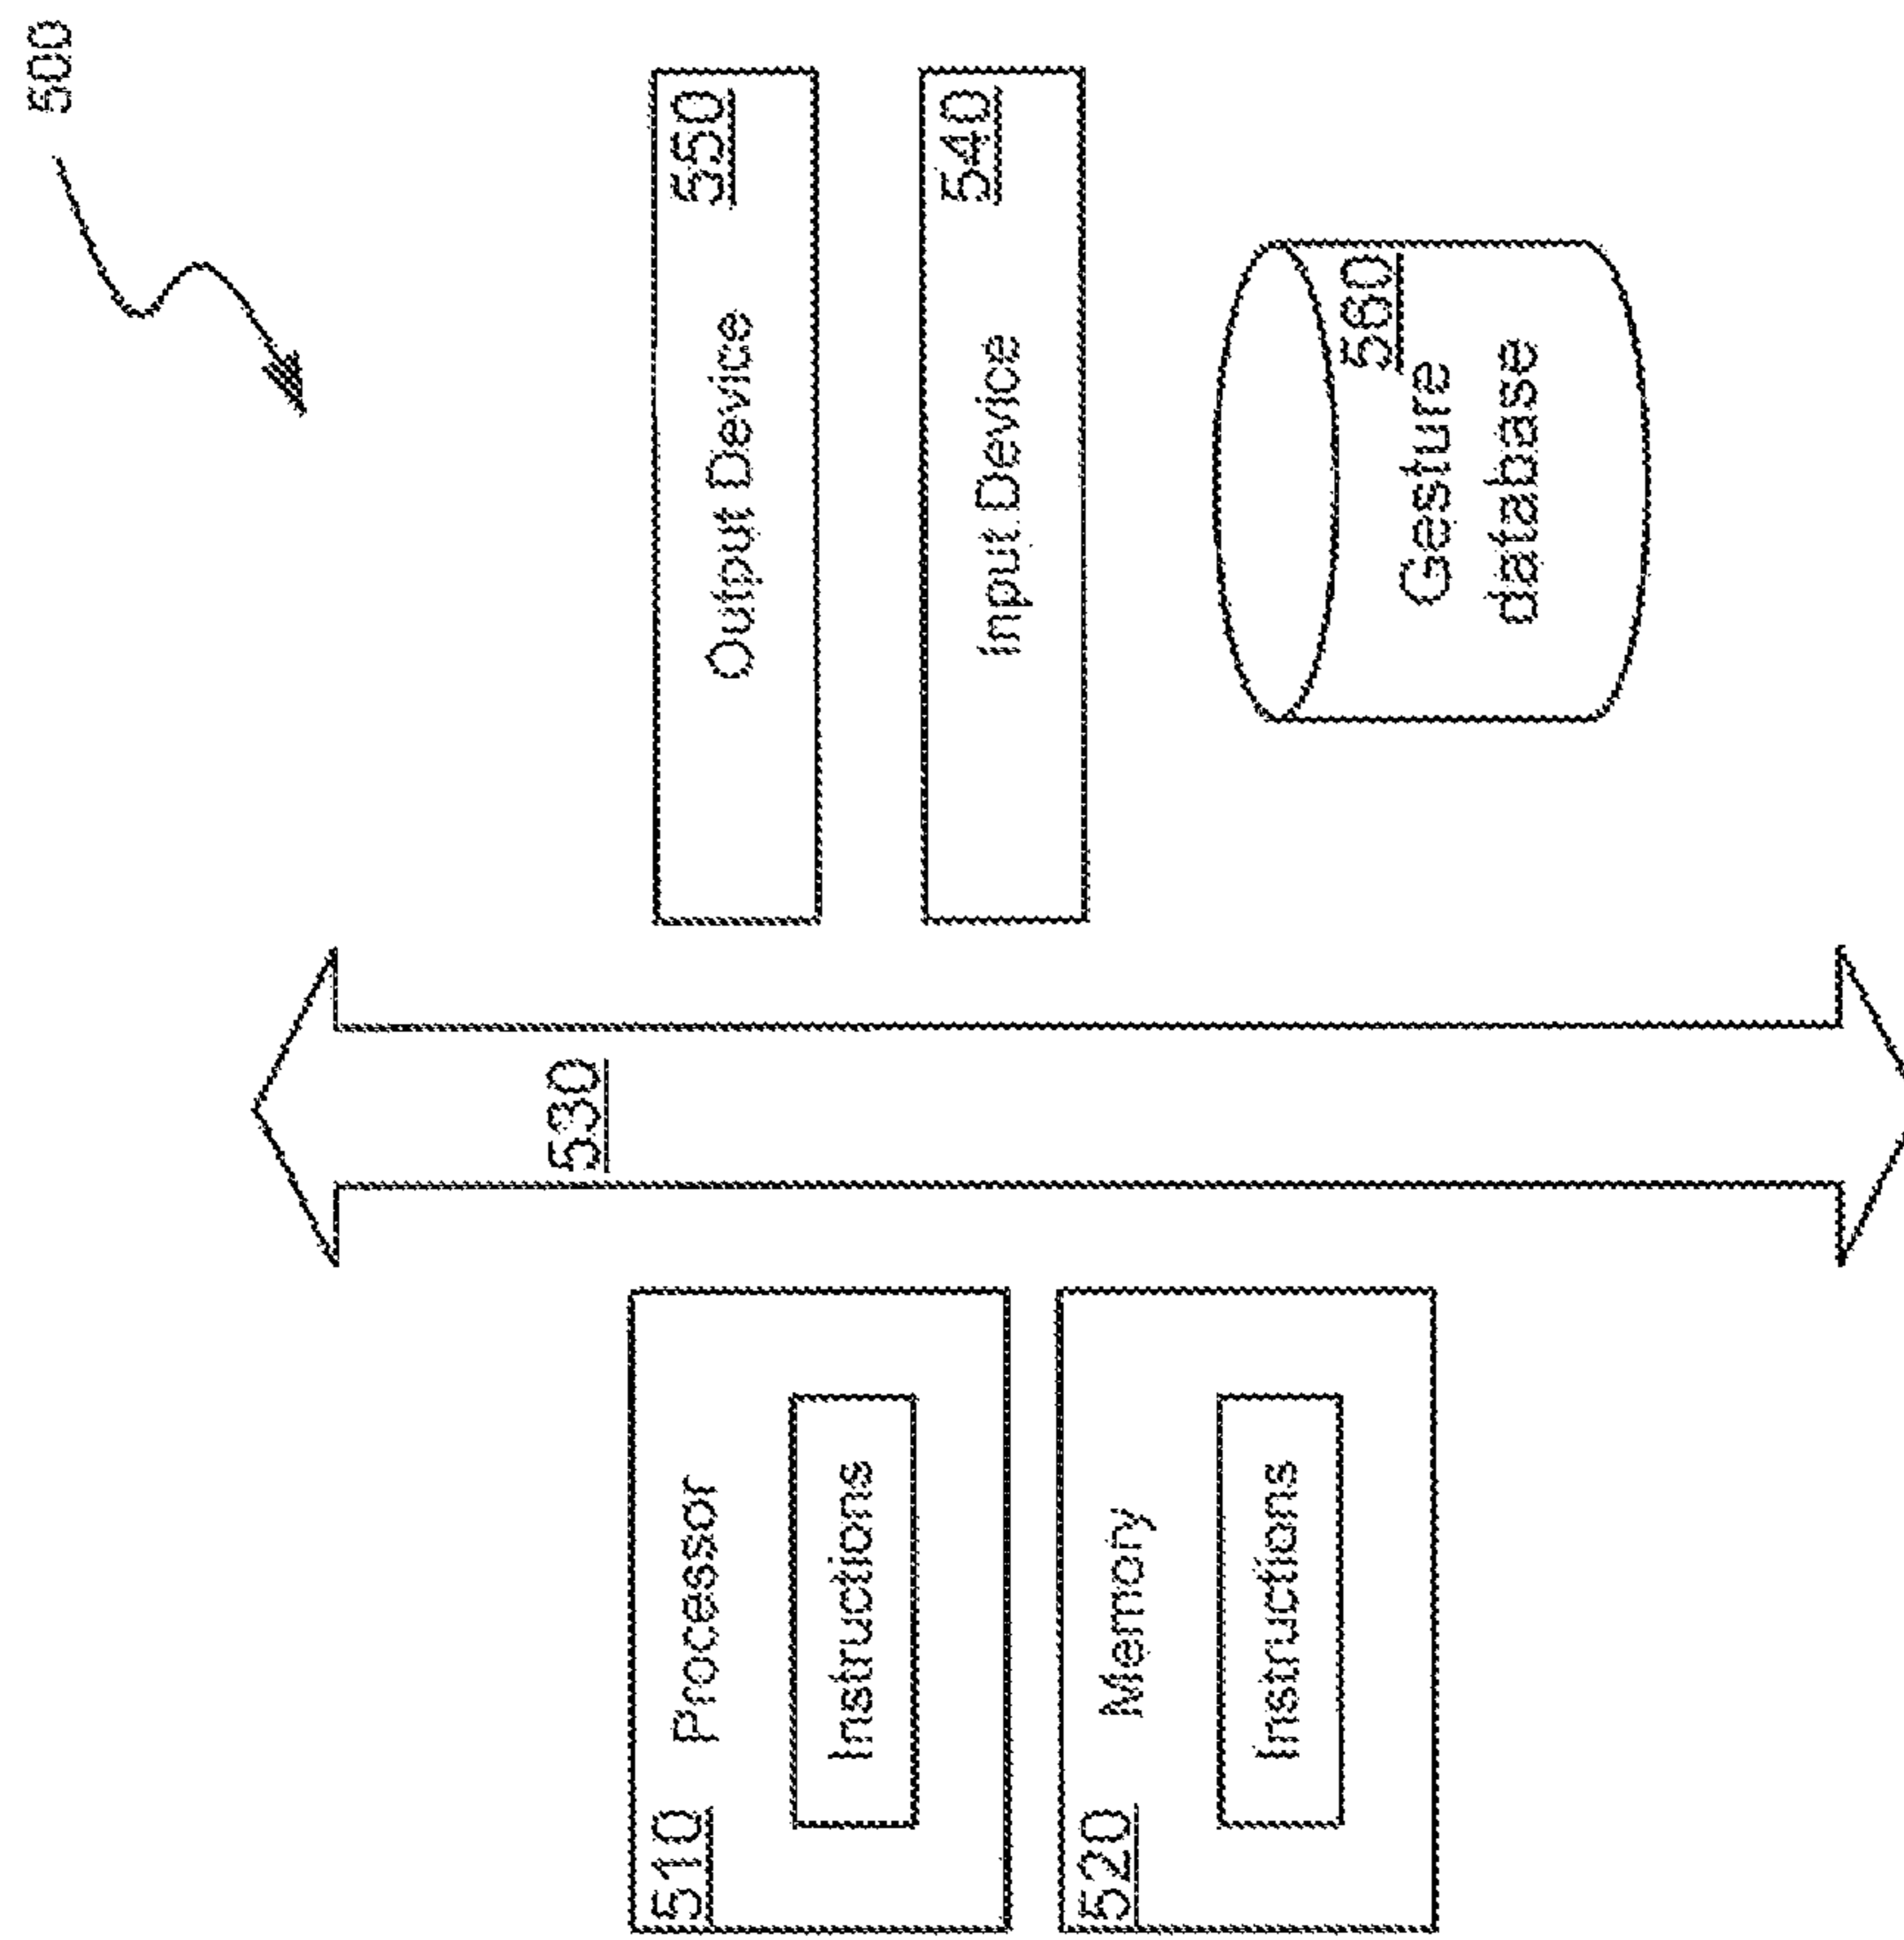 500
510
Processor
Instructions
520
Memory
Instructions
530
550
Output Device
540
Input Device
560
Gesture
database